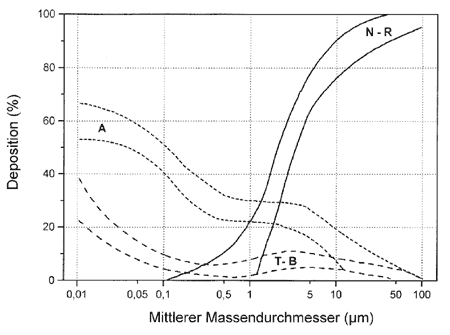 100
80
60
40
20
0
Deposition (%)
N - R
A
T - B
0,01 0,05 0,1 0,5 1 5 10 50 100
Mittlerer Massendurchmesser (µm)